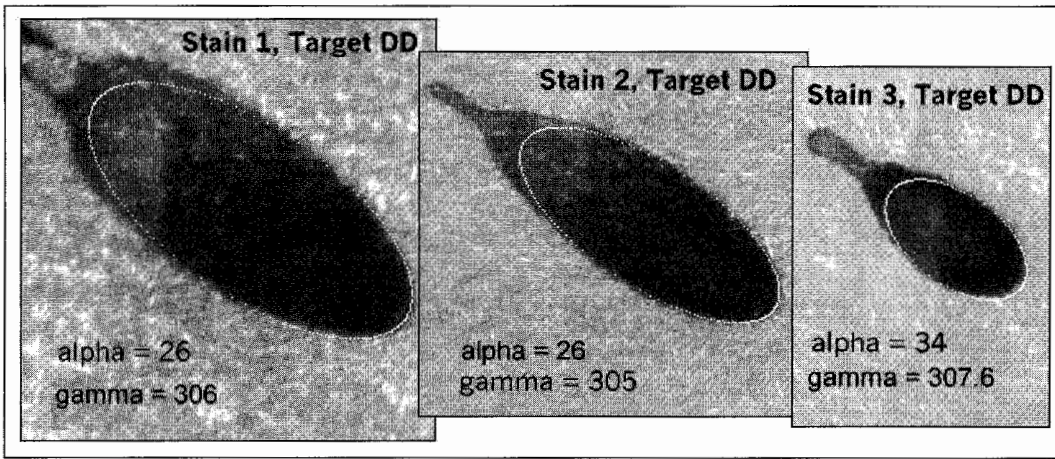 Stain 1, Target DD
alpha = 26
gamma = 306
Stain 2, Target DD
alpha = 26
gamma = 305
Stain 3, Target DD
alpha = 34
gamma = 307.6